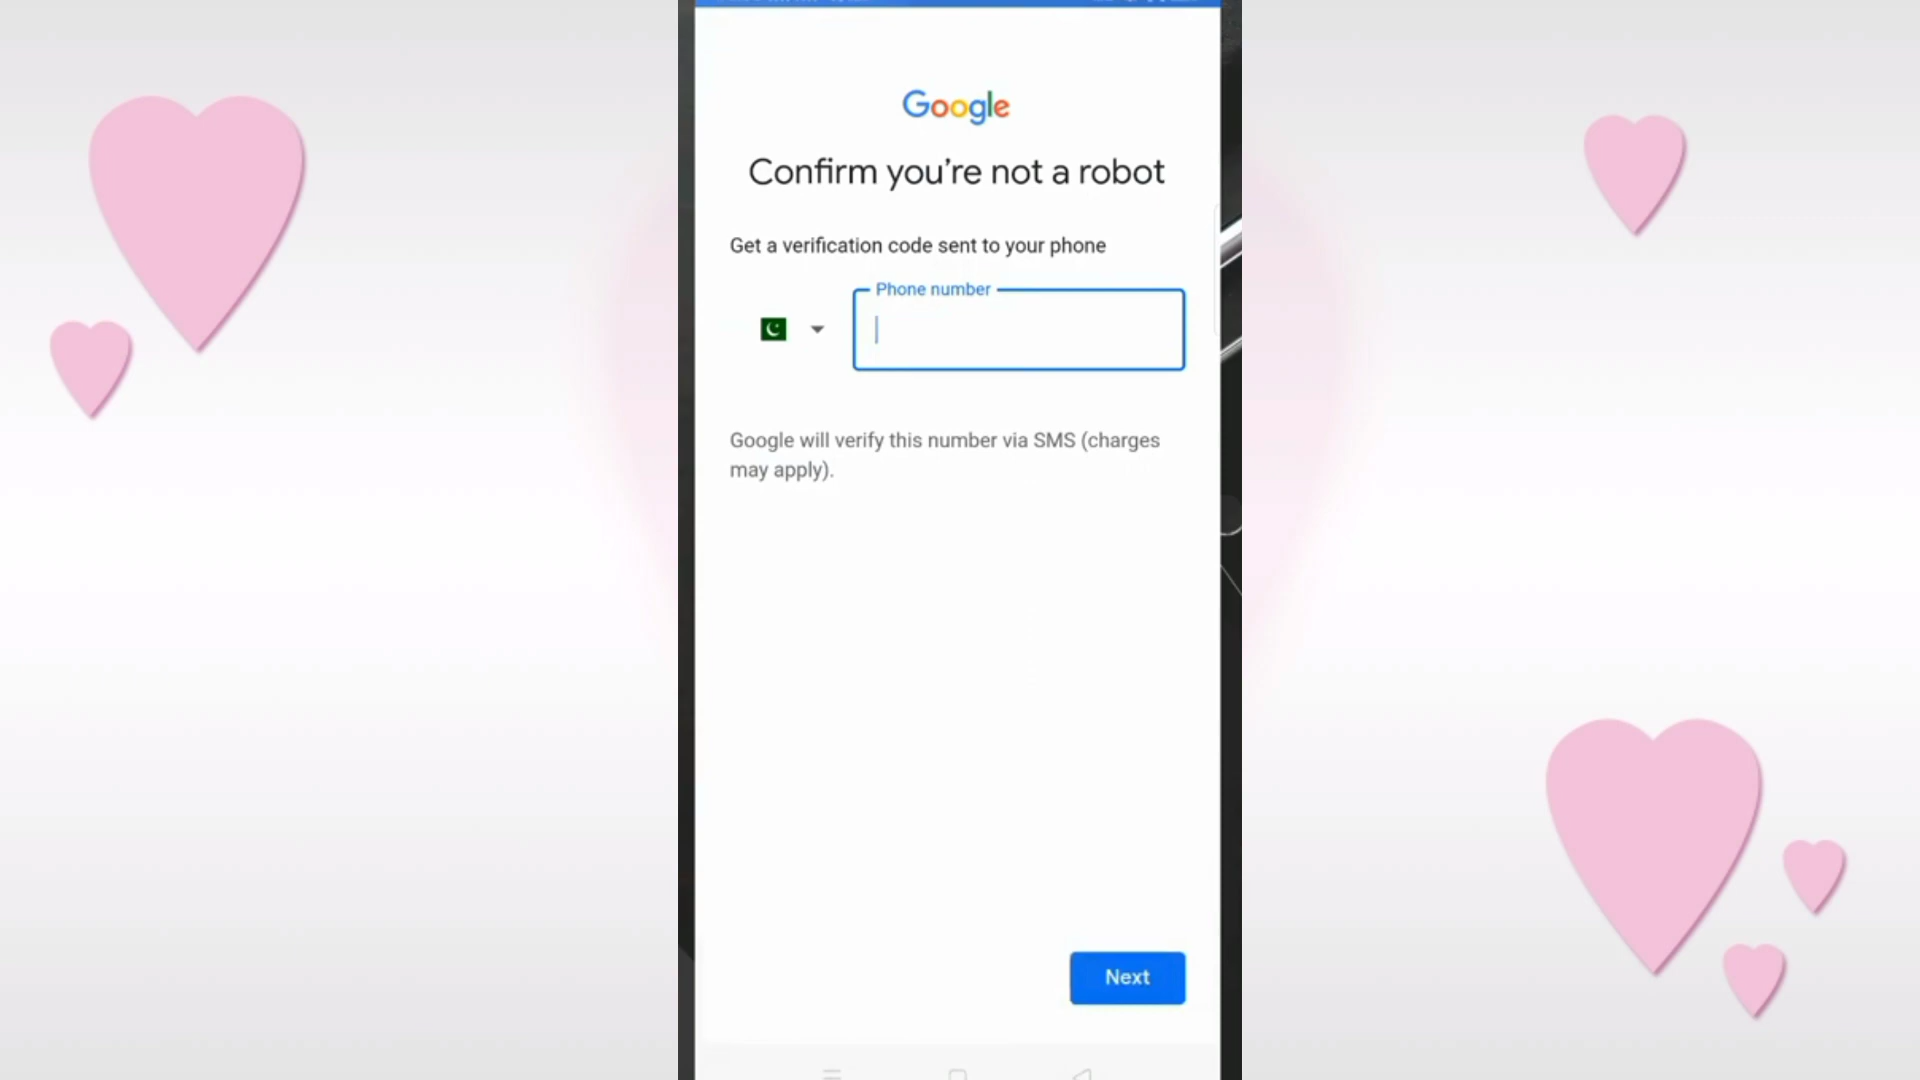 Google
Confirm you're not a robot
Get a verification code sent to your phone
Phone number
Google will verify this number via SMS (charges
may apply).
Next